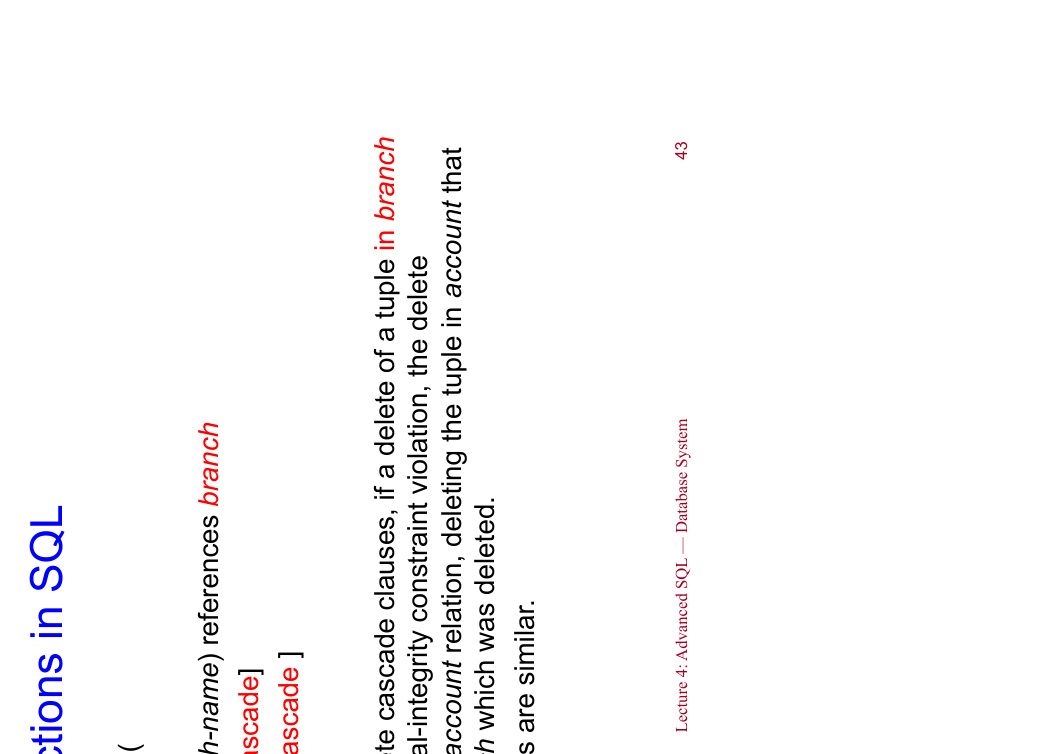 ctions in SQL
(
h-name) references branch
ascade]
ascade ]
te cascade clauses, if a delete of a tuple in branch
al-integrity constraint violation, the delete
account relation, deleting the tuple in account that
h which was deleted.
s are similar.
Lecture 4: Advanced SQL — Database System 43